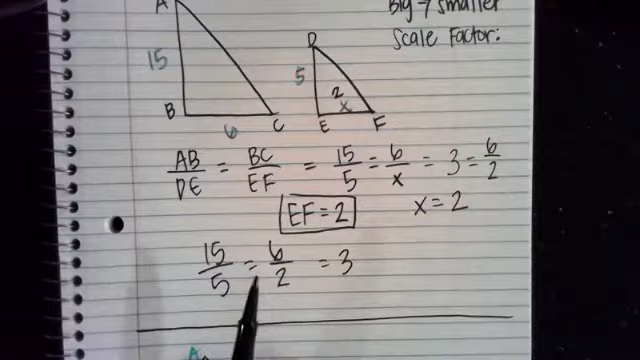 Big → Smaller
Scale Factor:
A
15
B
6
C
D
5
2
x
E
F
AB/DE = BC/EF = 15/5 = 6/x = 3 = 6/2
EF = 2
x = 2
15/5 = 6/2 = 3
A